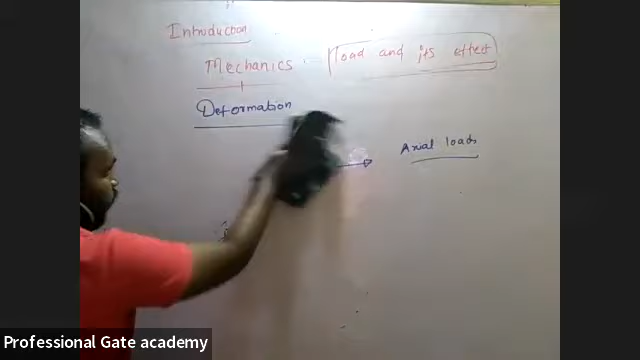 Introduction
Mechanics - load and its effect
Deformation
Axial loads
Professional Gate academy